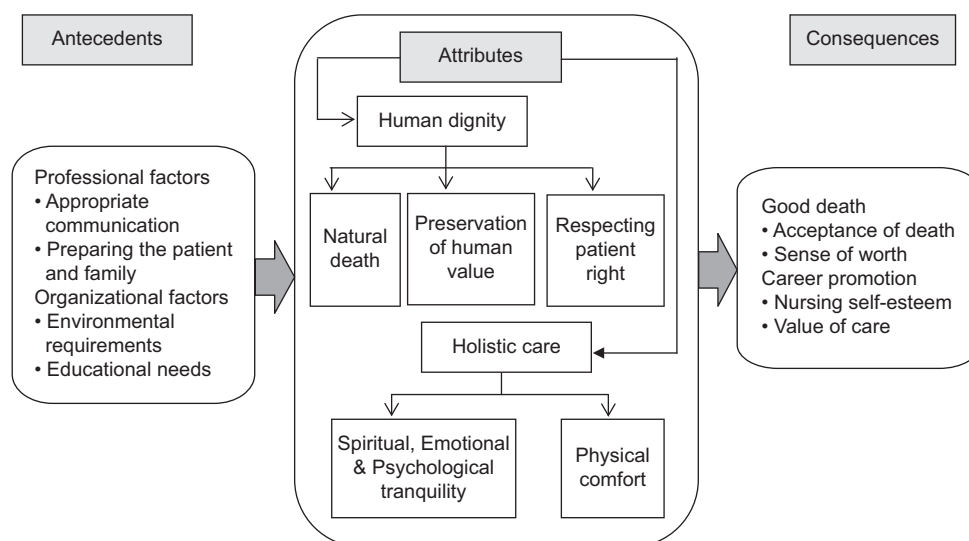 Antecedents
Professional factors
• Appropriate
communication
• Preparing the patient
and family
Organizational factors
• Environmental
requirements
• Educational needs
Attributes
Human dignity
Natural
death
Preservation
of human
value
Respecting
patient
right
Holistic care
Spiritual, Emotional
& Psychological
tranquility
Physical
comfort
Consequences
Good death
• Acceptance of death
• Sense of worth
Career promotion
• Nursing self-esteem
• Value of care